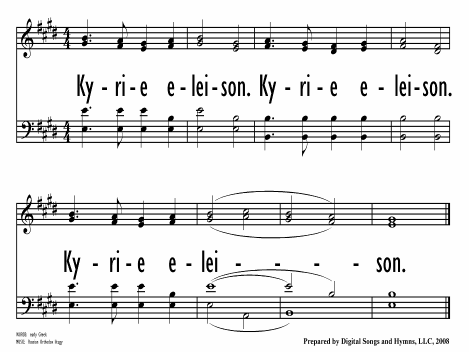 Ky - ri - e e - lei - son. Ky - ri - e e - lei - son.
Ky - ri - e e - lei - - - - son.
WORDS: early Greek
MUSIC: Russian Orthodox liturgy
Prepared by Digital Songs and Hymns, LLC, 2008